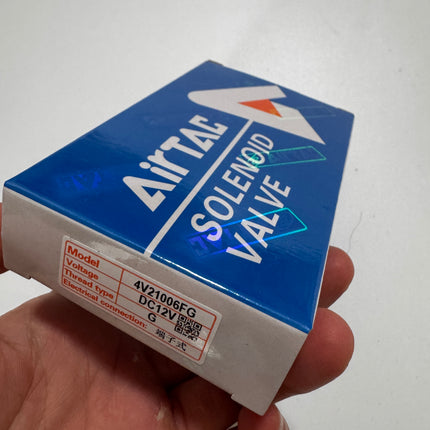 AirTAC
SOLENOID
VALVE
Model 4V21006FG
Voltage DC12V
Thread type G
Electrical connection: 端子式